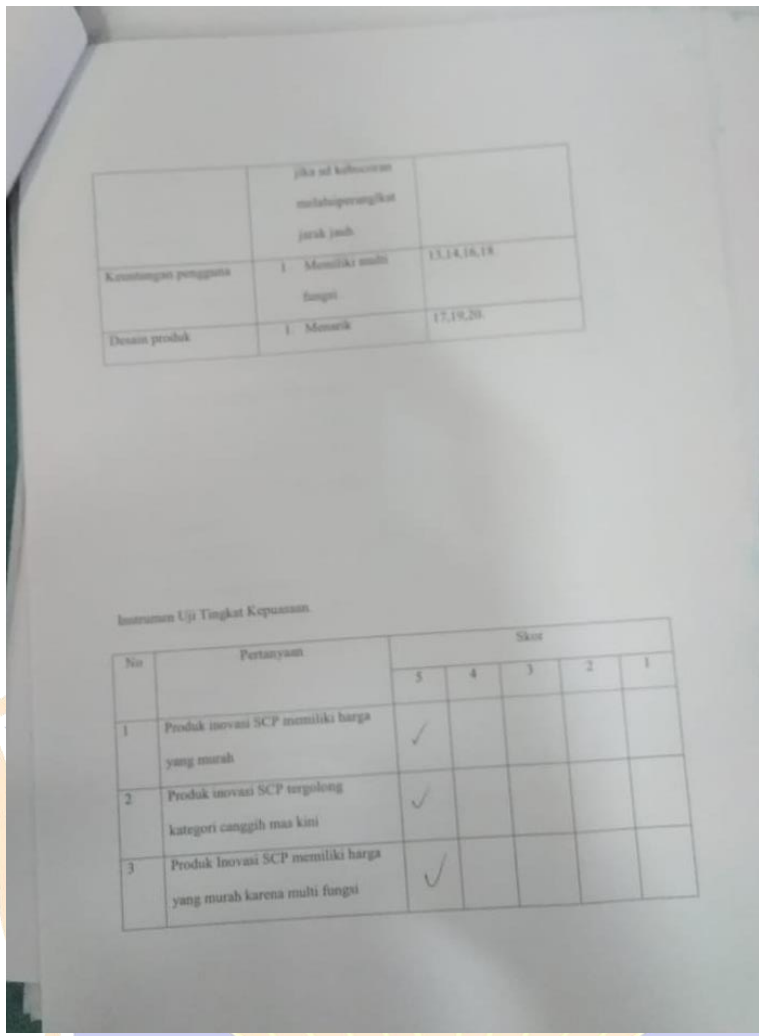 jika ad kebocoran
melaluiperangkat
jarak jauh.
Keuntungan pengguna 1. Memiliki multi 13,14,16,18.
fungsi
Desain produk 1. Menarik 17,19,20.
Instrumen Uji Tingkat Kepuasaan.
No Pertanyaan Skor
5 4 3 2 1
1 Produk inovasi SCP memiliki harga ✓
yang murah
2 Produk inovasi SCP tergolong ✓
kategori canggih maa kini
3 Produk Inovasi SCP memiliki harga ✓
yang murah karena multi fungsi